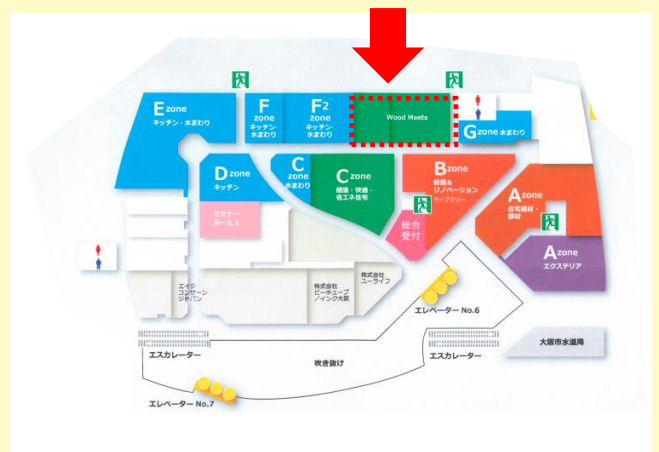 E zone
キッチン・水まわり
F
zone
キッチン・
水まわり
F2
zone
キッチン・
水まわり
Wood Meets
G zone 水まわり
D zone
キッチン
C
zone
水まわり
C zone
健康・快適・
省エネ住宅
B zone
新築&
リノベーション
ライブラリー
A zone
住宅建材・
部材
セミナー
ルーム1
総合
受付
A zone
エクステリア
エイジ
コンサーン
ジャパン
株式会社
ピーキューブ
/インク大阪
株式会社
ユーライフ
エレベーター No.6
エスカレーター
吹き抜け
エスカレーター
大阪市水道局
エレベーター No.7